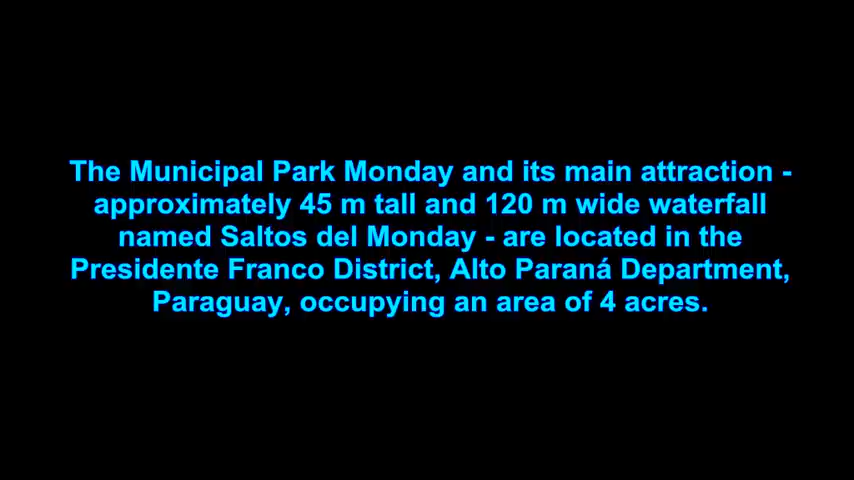 The Municipal Park Monday and its main attraction -
approximately 45 m tall and 120 m wide waterfall
named Saltos del Monday - are located in the
Presidente Franco District, Alto Paraná Department,
Paraguay, occupying an area of 4 acres.